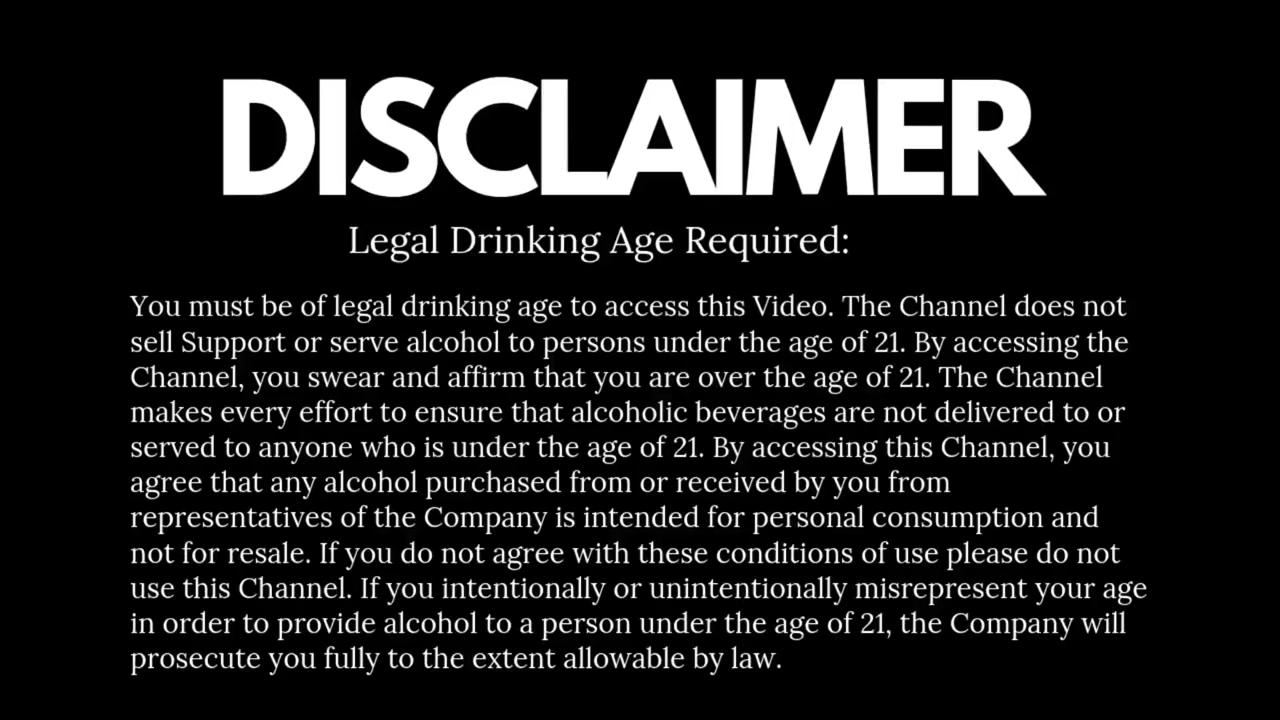 DISCLAIMER
Legal Drinking Age Required:
You must be of legal drinking age to access this Video. The Channel does not
sell Support or serve alcohol to persons under the age of 21. By accessing the
Channel, you swear and affirm that you are over the age of 21. The Channel
makes every effort to ensure that alcoholic beverages are not delivered to or
served to anyone who is under the age of 21. By accessing this Channel, you
agree that any alcohol purchased from or received by you from
representatives of the Company is intended for personal consumption and
not for resale. If you do not agree with these conditions of use please do not
use this Channel. If you intentionally or unintentionally misrepresent your age
in order to provide alcohol to a person under the age of 21, the Company will
prosecute you fully to the extent allowable by law.